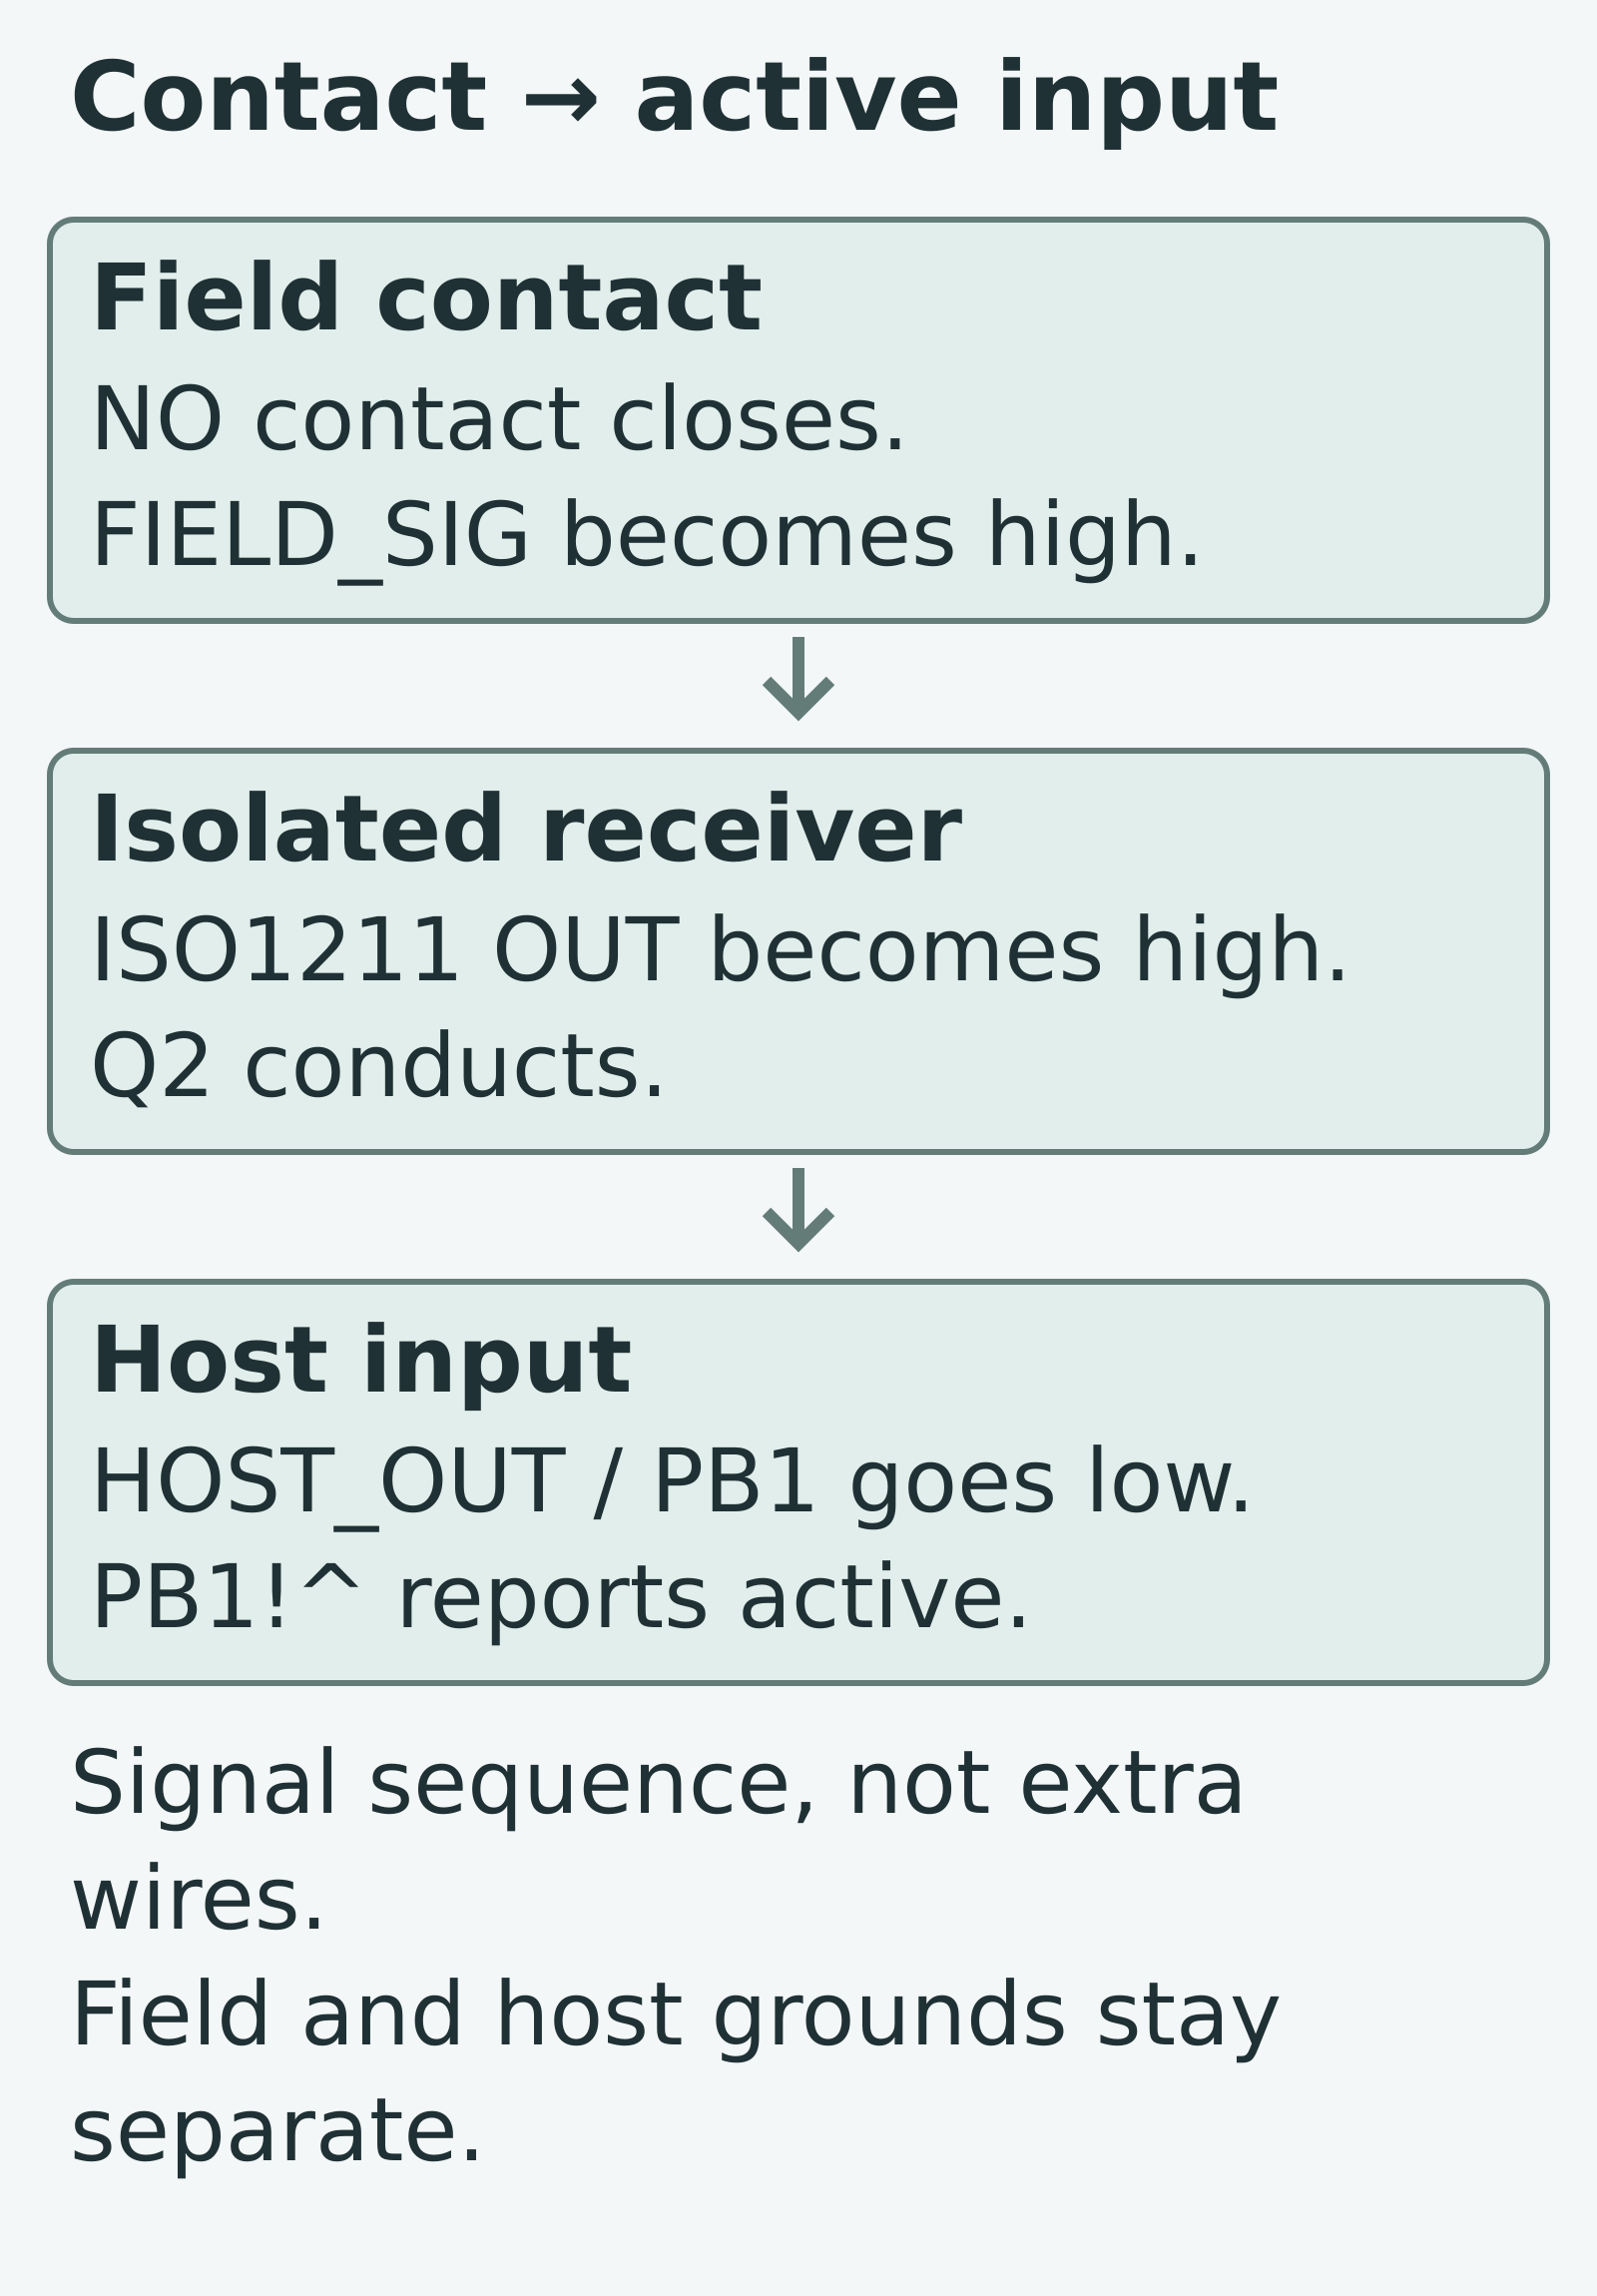 Contact → active input
Field contact
NO contact closes.
FIELD_SIG becomes high.
Isolated receiver
ISO1211 OUT becomes high.
Q2 conducts.
Host input
HOST_OUT / PB1 goes low.
PB1!^ reports active.
Signal sequence, not extra
wires.
Field and host grounds stay
separate.